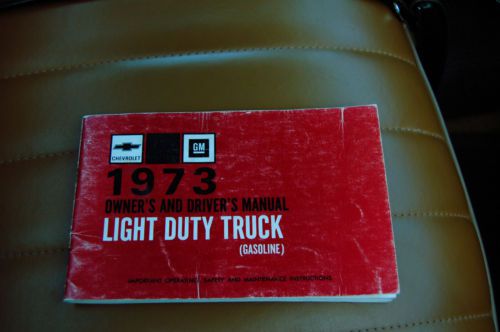 CHEVROLET
GM
1973
OWNER'S AND DRIVER'S MANUAL
LIGHT DUTY TRUCK
(GASOLINE)
IMPORTANT OPERATING, SAFETY AND MAINTENANCE INSTRUCTIONS